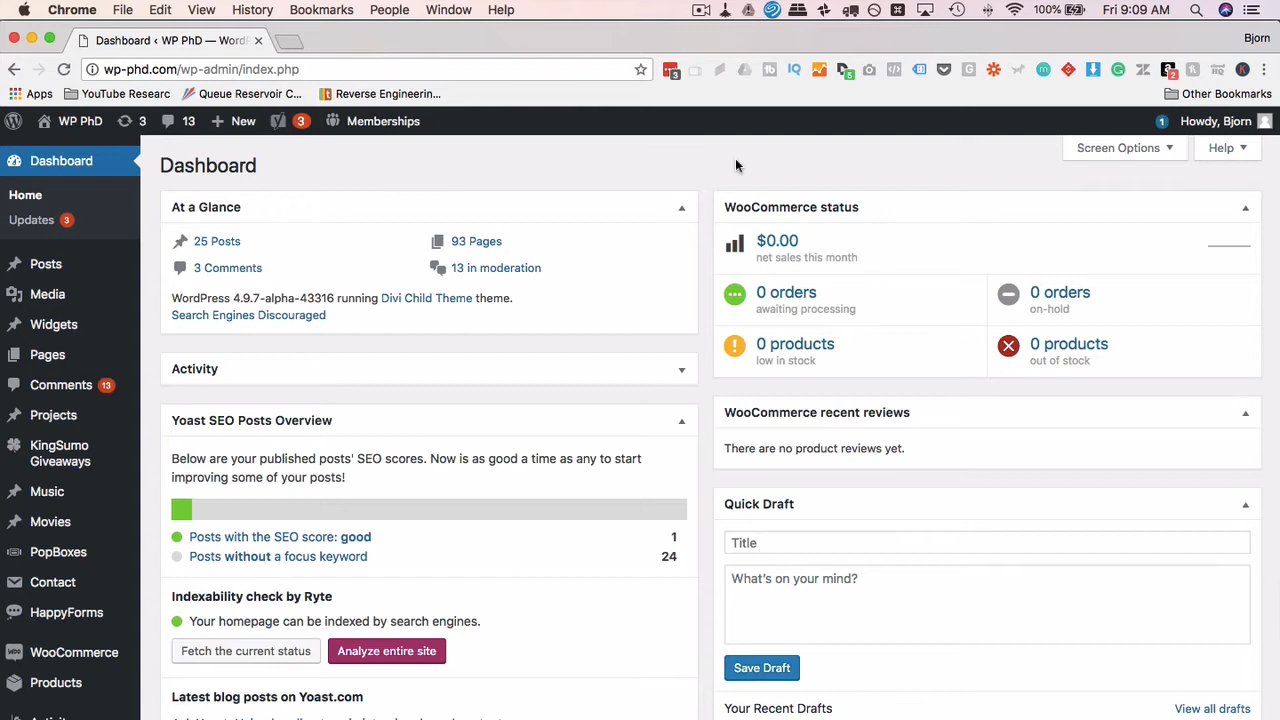 Chrome File Edit View History Bookmarks People Window Help 100% Fri 9:09 AM
Dashboard ‹ WP PhD — Word Bjorn
wp-phd.com/wp-admin/index.php 3 5 2
Apps YouTube Researc Queue Reservoir C... Reverse Engineerin... Other Bookmarks
WP PhD 3 13 New 3 Memberships 1 Howdy, Bjorn
Dashboard
Home
Updates 3
Posts
Media
Widgets
Pages
Comments 13
Projects
KingSumo
Giveaways
Music
Movies
PopBoxes
Contact
HappyForms
WooCommerce
Products
Screen Options Help
Dashboard
At a Glance
25 Posts 93 Pages
3 Comments 13 in moderation
WordPress 4.9.7-alpha-43316 running Divi Child Theme theme.
Search Engines Discouraged
Activity
Yoast SEO Posts Overview
Below are your published posts' SEO scores. Now is as good a time as any to start
improving some of your posts!
Posts with the SEO score: good 1
Posts without a focus keyword 24
Indexability check by Ryte
Your homepage can be indexed by search engines.
Fetch the current status Analyze entire site
Latest blog posts on Yoast.com
WooCommerce status
$0.00
net sales this month
0 orders 0 orders
awaiting processing on-hold
0 products 0 products
low in stock out of stock
WooCommerce recent reviews
There are no product reviews yet.
Quick Draft
Title
What's on your mind?
Save Draft
Your Recent Drafts View all drafts